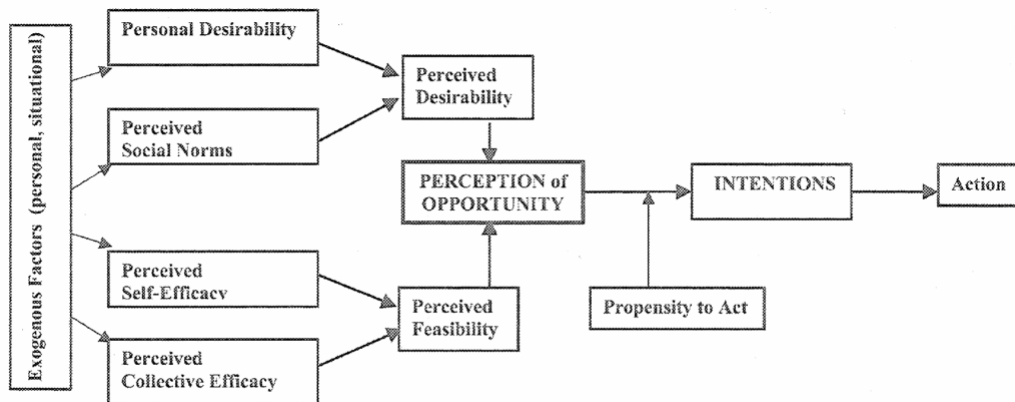 Exogenous Factors (personal, situational)
Personal Desirability
Perceived
Social Norms
Perceived
Self-Efficacy
Perceived
Collective Efficacy
Perceived
Desirability
PERCEPTION of
OPPORTUNITY
Perceived
Feasibility
INTENTIONS
Propensity to Act
Action